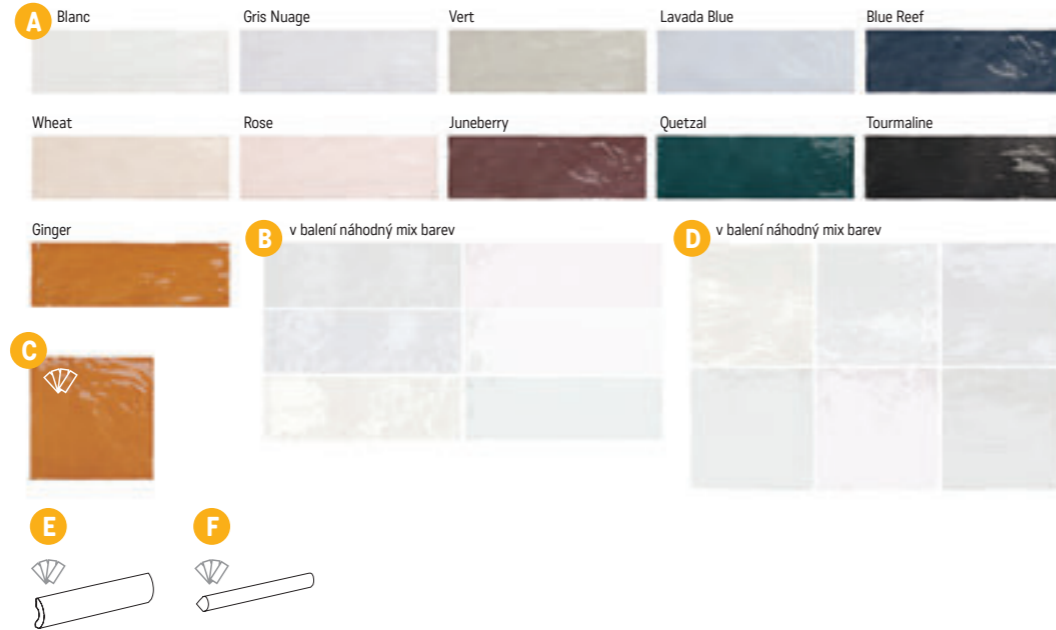 A Blanc Gris Nuage Vert Lavada Blue Blue Reef
Wheat Rose Juneberry Quetzal Tourmaline
Ginger B v balení náhodný mix barev D v balení náhodný mix barev
C
E F